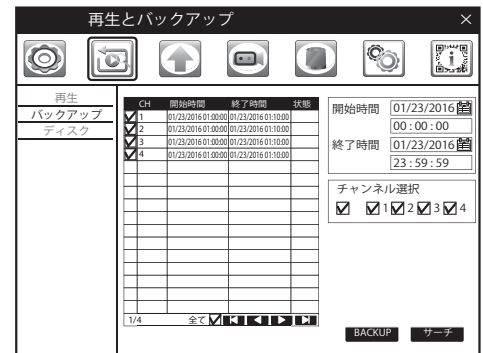 再生とバックアップ
再生
バックアップ
ディスク
CH 開始時間 終了時間 状態
1 01/23/2016 01:00:00 01/23/2016 01:10:00
2 01/23/2016 01:00:00 01/23/2016 01:10:00
3 01/23/2016 01:00:00 01/23/2016 01:10:00
4 01/23/2016 01:00:00 01/23/2016 01:10:00
1/4 全て
開始時間 01/23/2016
00 : 00 : 00
終了時間 01/23/2016
23 : 59 : 59
チャンネル選択
1 2 3 4
BACKUP サーチ